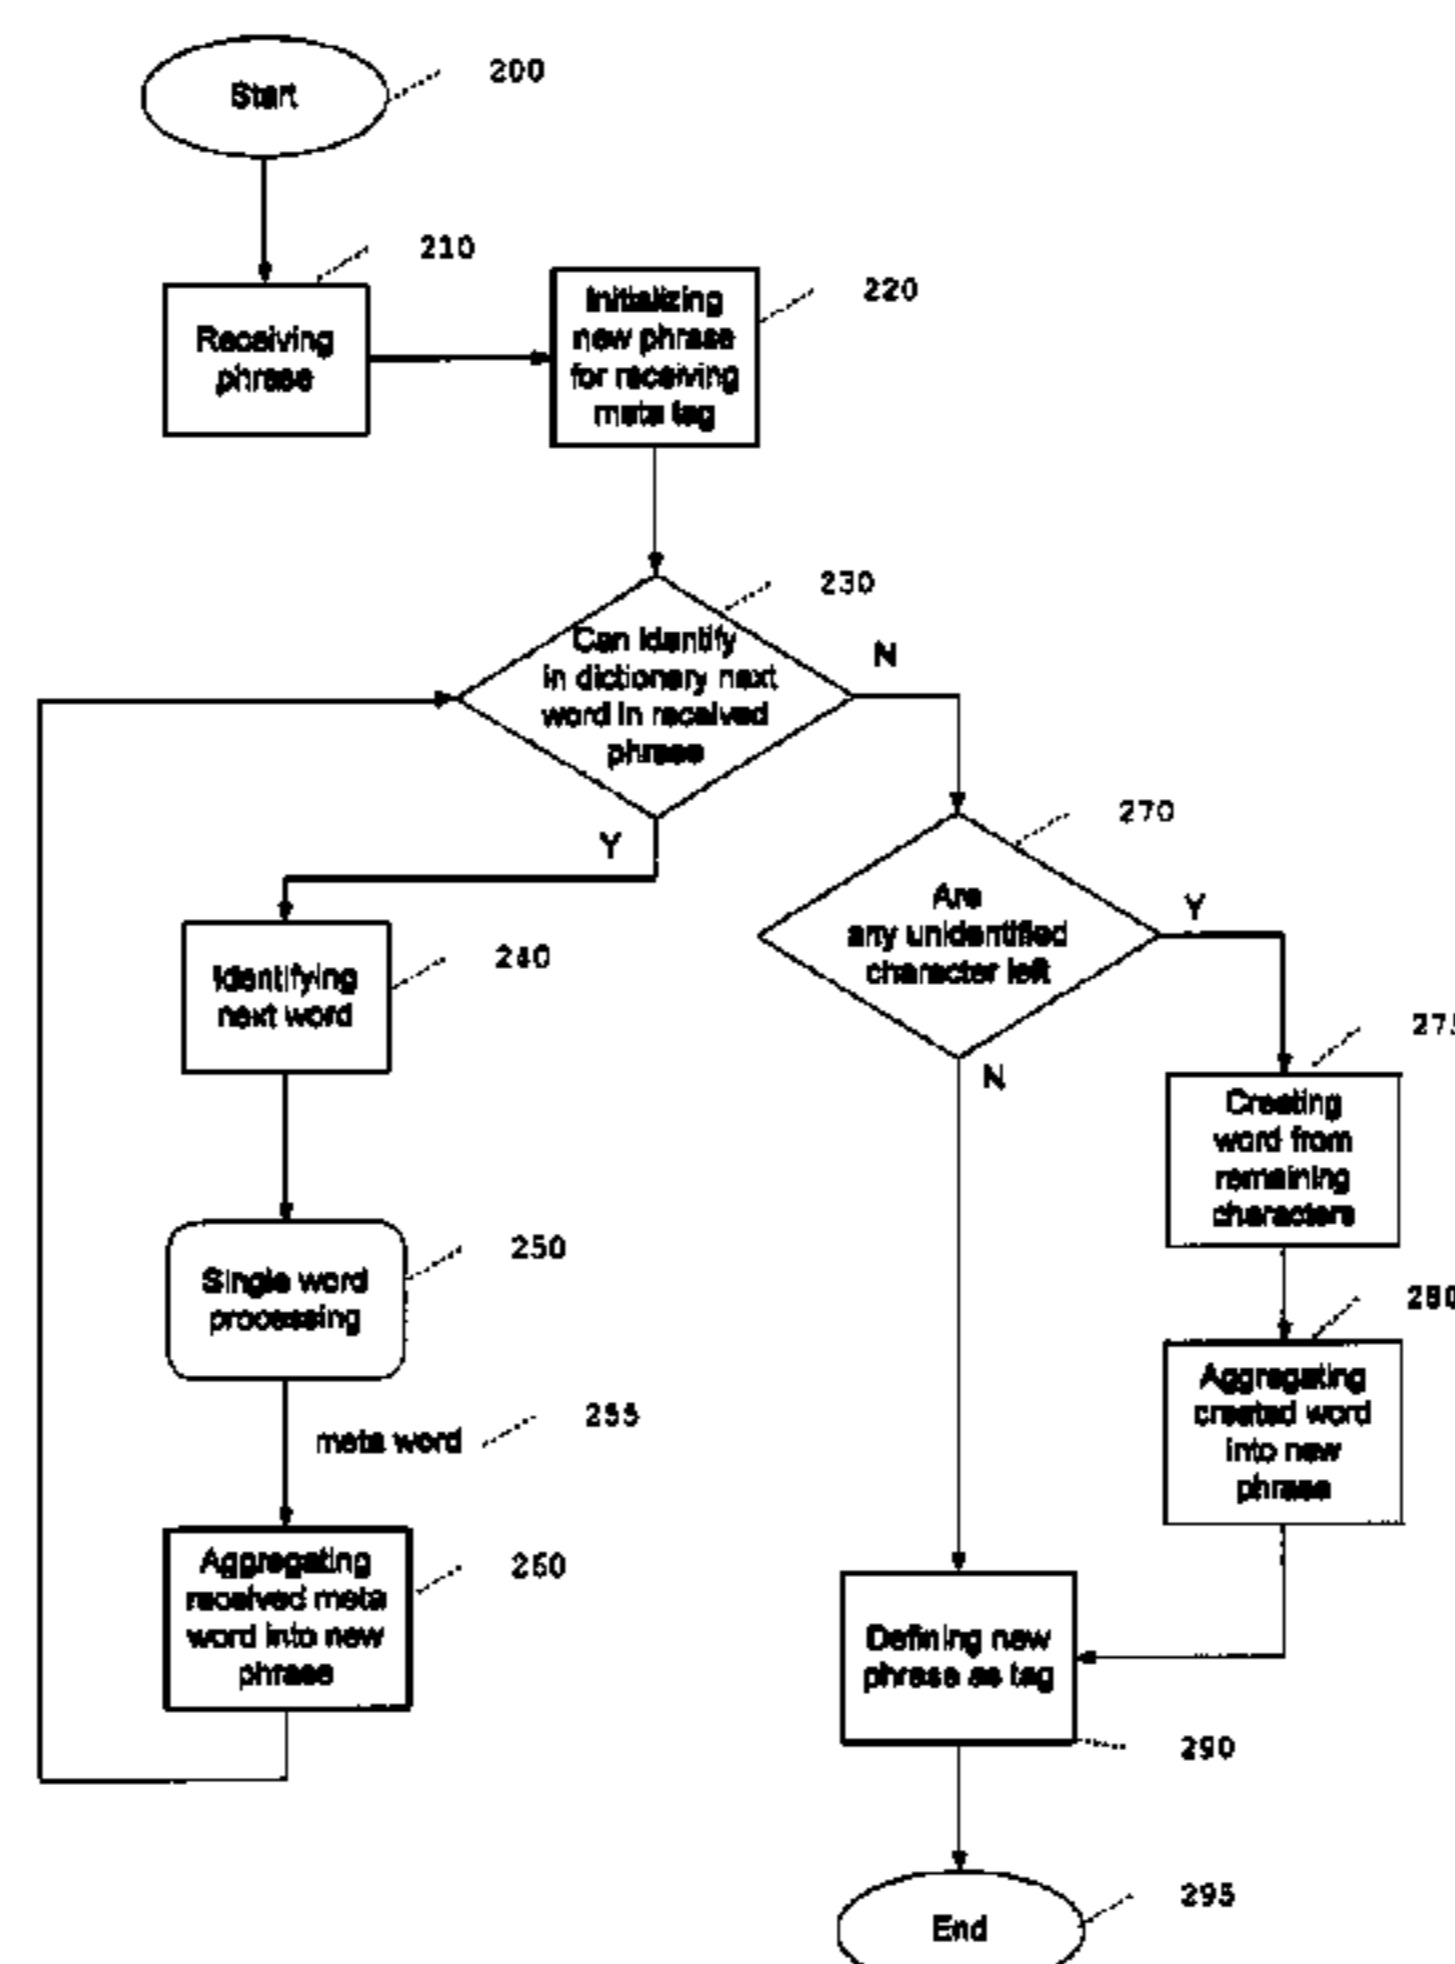 Start
200
210
Receiving
phrase
Initializing
new phrase
for receiving
meta tag
220
230
Can identify
in dictionary next
word in received
phrase
N
Y
270
Are
any unidentified
character left
Y
N
Identifying
next word
240
275
Creating
word from
remaining
characters
Single word
processing
250
280
Aggregating
created word
into new
phrase
meta word
255
Aggregating
received meta
word into new
phrase
260
Defining new
phrase as tag
290
End
295